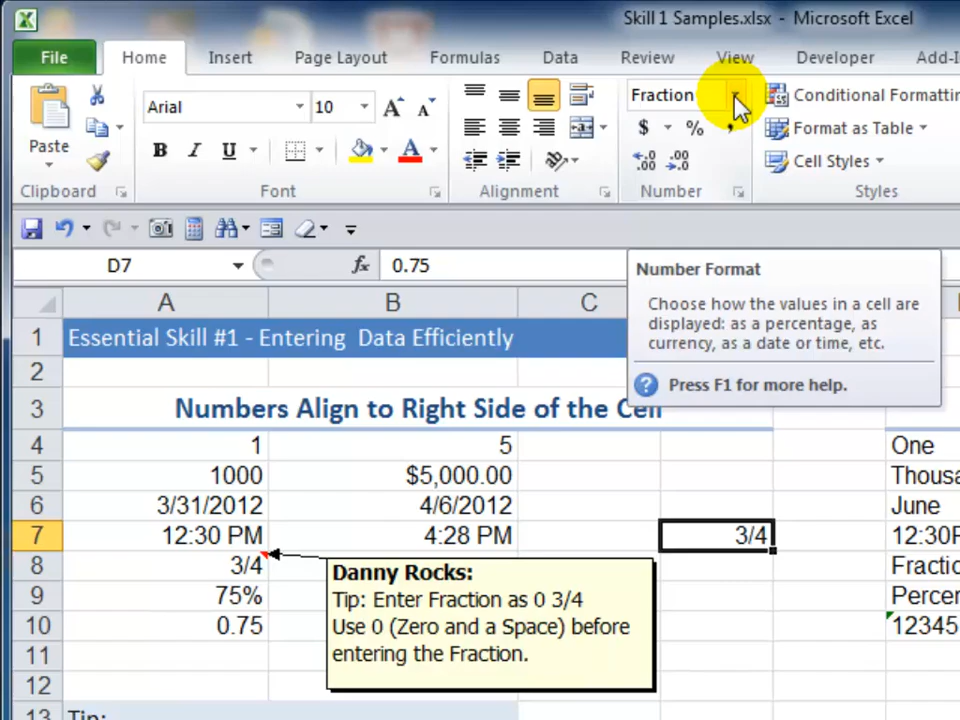 Skill 1 Samples.xlsx - Microsoft Excel
File Home Insert Page Layout Formulas Data Review View Developer Add-I
Arial 10 Fraction Conditional Formattin
Paste B I U A $ % , Format as Table
Cell Styles
Clipboard Font Alignment Number Styles
D7 fx 0.75
Number Format
Choose how the values in a cell are
displayed: as a percentage, as
currency, as a date or time, etc.
Press F1 for more help.
A B C
1 Essential Skill #1 - Entering Data Efficiently
2
3 Numbers Align to Right Side of the Cell
4 1 5 One
5 1000 $5,000.00 Thousa
6 3/31/2012 4/6/2012 June
7 12:30 PM 4:28 PM 3/4 12:30P
8 3/4 Fractio
9 75% Percen
10 0.75 12345
11
12
13 Tip:
Danny Rocks:
Tip: Enter Fraction as 0 3/4
Use 0 (Zero and a Space) before
entering the Fraction.